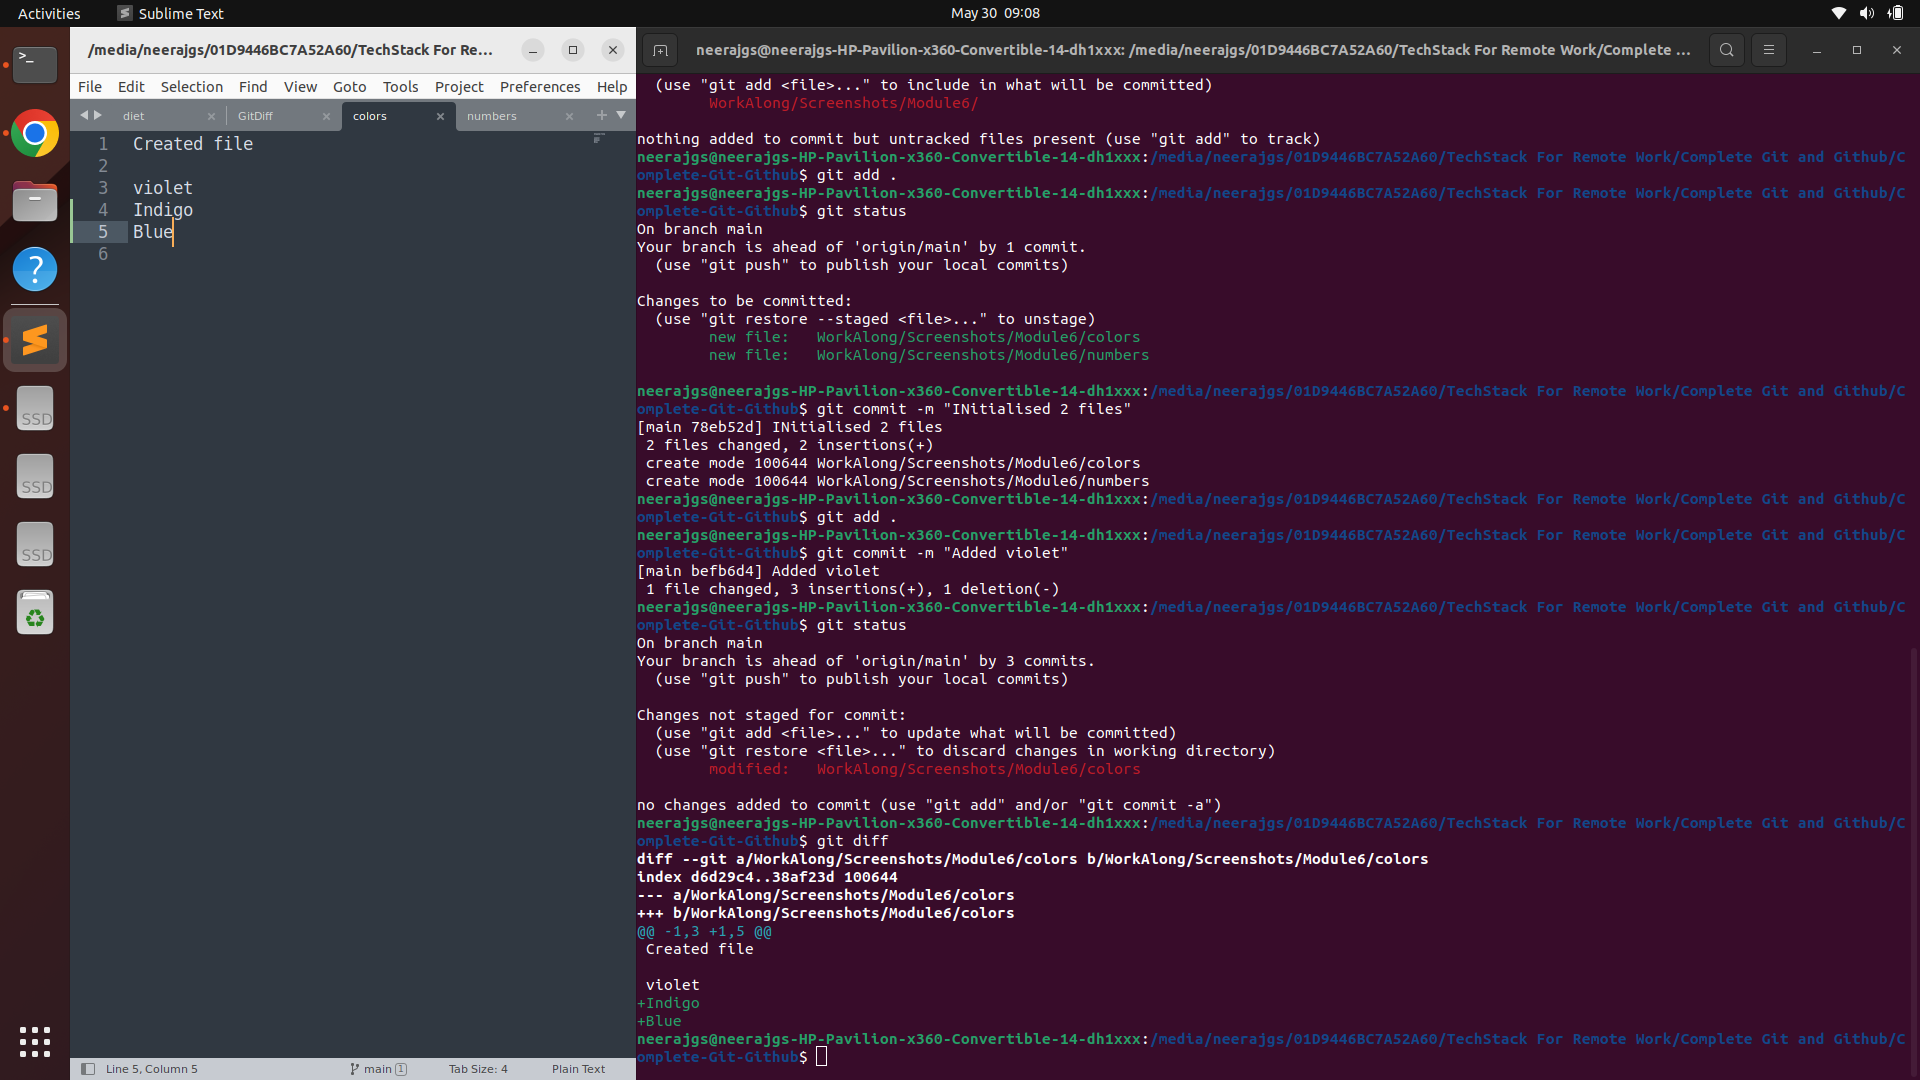 Activities
Sublime Text
May 30 09:08
/media/neerajgs/01D9446BC7A52A60/TechStack For Re...
File Edit Selection Find View Goto Tools Project Preferences Help
diet
GitDiff
colors
numbers
1 Created file
2
3 violet
4 Indigo
5 Blue
6
Line 5, Column 5
main 1
Tab Size: 4
Plain Text
SSD
SSD
SSD
neerajgs@neerajgs-HP-Pavilion-x360-Convertible-14-dh1xxx: /media/neerajgs/01D9446BC7A52A60/TechStack For Remote Work/Complete ...
(use "git add <file>..." to include in what will be committed)
WorkAlong/Screenshots/Module6/
nothing added to commit but untracked files present (use "git add" to track)
neerajgs@neerajgs-HP-Pavilion-x360-Convertible-14-dh1xxx:/media/neerajgs/01D9446BC7A52A60/TechStack For Remote Work/Complete Git and Github/C
omplete-Git-Github$ git add .
neerajgs@neerajgs-HP-Pavilion-x360-Convertible-14-dh1xxx:/media/neerajgs/01D9446BC7A52A60/TechStack For Remote Work/Complete Git and Github/C
omplete-Git-Github$ git status
On branch main
Your branch is ahead of 'origin/main' by 1 commit.
(use "git push" to publish your local commits)
Changes to be committed:
(use "git restore --staged <file>..." to unstage)
new file:   WorkAlong/Screenshots/Module6/colors
new file:   WorkAlong/Screenshots/Module6/numbers
neerajgs@neerajgs-HP-Pavilion-x360-Convertible-14-dh1xxx:/media/neerajgs/01D9446BC7A52A60/TechStack For Remote Work/Complete Git and Github/C
omplete-Git-Github$ git commit -m "INitialised 2 files"
[main 78eb52d] INitialised 2 files
2 files changed, 2 insertions(+)
create mode 100644 WorkAlong/Screenshots/Module6/colors
create mode 100644 WorkAlong/Screenshots/Module6/numbers
neerajgs@neerajgs-HP-Pavilion-x360-Convertible-14-dh1xxx:/media/neerajgs/01D9446BC7A52A60/TechStack For Remote Work/Complete Git and Github/C
omplete-Git-Github$ git add .
neerajgs@neerajgs-HP-Pavilion-x360-Convertible-14-dh1xxx:/media/neerajgs/01D9446BC7A52A60/TechStack For Remote Work/Complete Git and Github/C
omplete-Git-Github$ git commit -m "Added violet"
[main befb6d4] Added violet
1 file changed, 3 insertions(+), 1 deletion(-)
neerajgs@neerajgs-HP-Pavilion-x360-Convertible-14-dh1xxx:/media/neerajgs/01D9446BC7A52A60/TechStack For Remote Work/Complete Git and Github/C
omplete-Git-Github$ git status
On branch main
Your branch is ahead of 'origin/main' by 3 commits.
(use "git push" to publish your local commits)
Changes not staged for commit:
(use "git add <file>..." to update what will be committed)
(use "git restore <file>..." to discard changes in working directory)
modified:   WorkAlong/Screenshots/Module6/colors
no changes added to commit (use "git add" and/or "git commit -a")
neerajgs@neerajgs-HP-Pavilion-x360-Convertible-14-dh1xxx:/media/neerajgs/01D9446BC7A52A60/TechStack For Remote Work/Complete Git and Github/C
omplete-Git-Github$ git diff
diff --git a/WorkAlong/Screenshots/Module6/colors b/WorkAlong/Screenshots/Module6/colors
index d6d29c4..38af23d 100644
--- a/WorkAlong/Screenshots/Module6/colors
+++ b/WorkAlong/Screenshots/Module6/colors
@@ -1,3 +1,5 @@
Created file
violet
+Indigo
+Blue
neerajgs@neerajgs-HP-Pavilion-x360-Convertible-14-dh1xxx:/media/neerajgs/01D9446BC7A52A60/TechStack For Remote Work/Complete Git and Github/C
omplete-Git-Github$